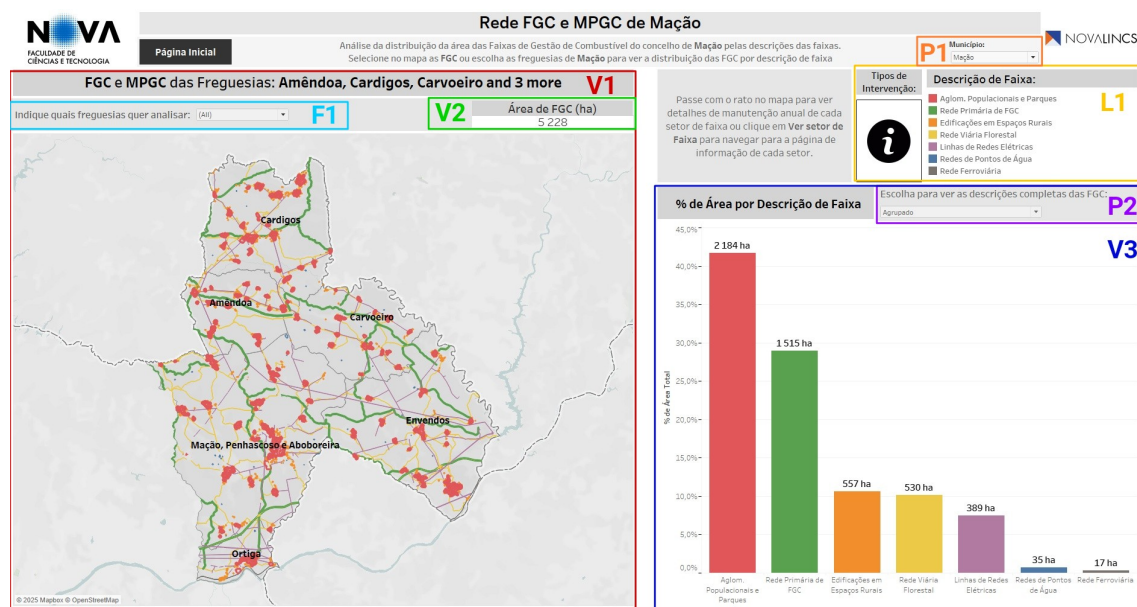 Rede FGC e MPGC de Mação
NOVA
FACULDADE DE
CIÊNCIAS E TECNOLOGIA
Página Inicial
Análise da distribuição da área das Faixas de Gestão de Combustível do concelho de Mação pelas descrições das faixas.
Selecione no mapa as FGC ou escolha as freguesias de Mação para ver a distribuição das FGC por descrição de faixa
P1
Município:
Mação
NOVALINCS
FGC e MPGC das Freguesias: Amêndoa, Cardigos, Carvoeiro and 3 more
V1
Indique quais freguesias quer analisar:
(All)
F1
V2
Área de FGC (ha)
5 228
Cardigos
Amêndoa
Carvoeiro
Envendos
Mação, Penhascoso e Aboboreira
Ortiga
© 2025 Mapbox © OpenStreetMap
Passe com o rato no mapa para ver
detalhes de manutenção anual de cada
setor de faixa ou clique em Ver setor de
Faixa para navegar para a página de
informação de cada setor.
Tipos de
Intervenção:
i
Descrição de Faixa:
L1
Aglom. Populacionais e Parques
Rede Primária de FGC
Edificações em Espaços Rurais
Rede Viária Florestal
Linhas de Redes Elétricas
Redes de Pontos de Água
Rede Ferroviária
% de Área por Descrição de Faixa
Escolha para ver as descrições completas das FGC:
Agrupado
P2
V3
% de Área Total
45,0%
40,0%
35,0%
30,0%
25,0%
20,0%
15,0%
10,0%
5,0%
0,0%
2 184 ha
1 515 ha
557 ha
530 ha
389 ha
35 ha
17 ha
Aglom.
Populacionais e
Parques
Rede Primária de
FGC
Edificações em
Espaços Rurais
Rede Viária
Florestal
Linhas de Redes
Elétricas
Redes de Pontos
de Água
Rede Ferroviária